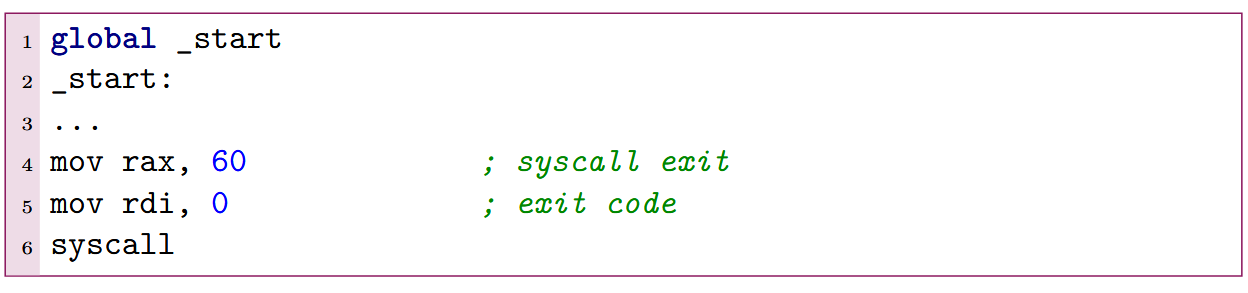 1 global _start
2 _start:
3 ...
4 mov rax, 60 ; syscall exit
5 mov rdi, 0 ; exit code
6 syscall